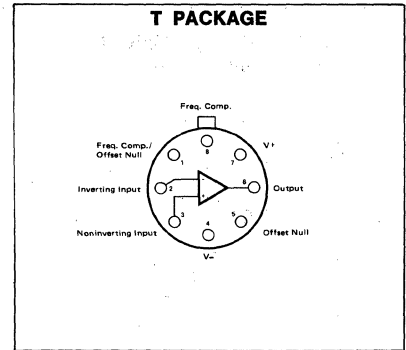 T PACKAGE
Freq. Comp.
Freq. Comp./
Offset Null
V+
8
1
7
Inverting Input
2
-
6
Output
+
3
Noninverting Input
4
5
Offset Null
V-